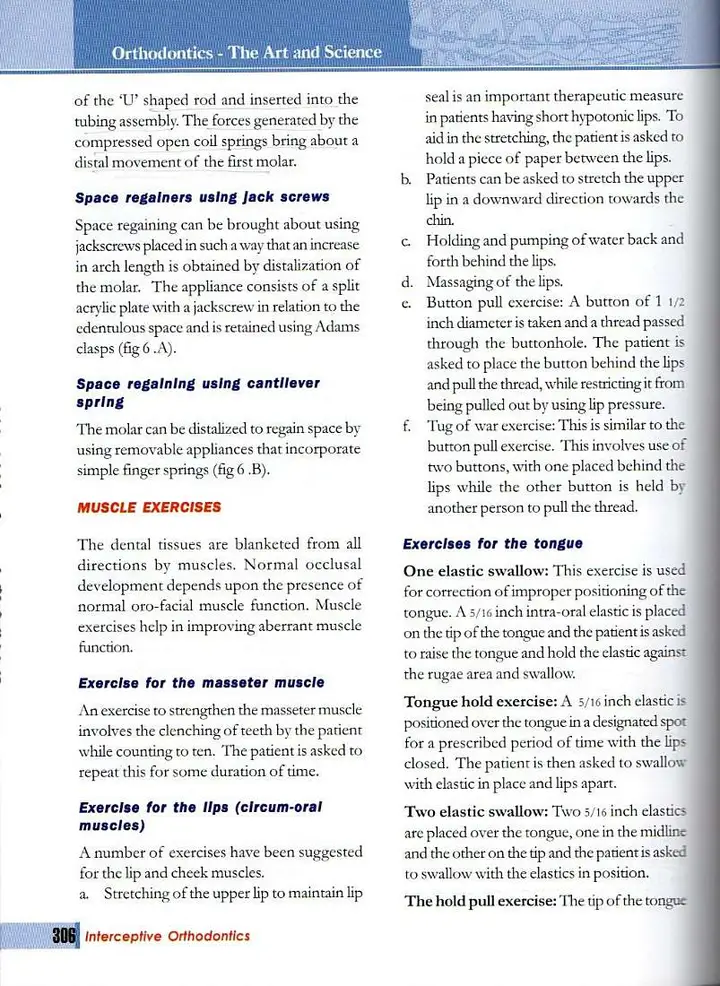 Orthodontics - The Art and Science
of the 'U' shaped rod and inserted into the
tubing assembly. The forces generated by the
compressed open coil springs bring about a
distal movement of the first molar.
Space regainers using jack screws
Space regaining can be brought about using
jackscrews placed in such a way that an increase
in arch length is obtained by distalization of
the molar. The appliance consists of a split
acrylic plate with a jackscrew in relation to the
edentulous space and is retained using Adams
clasps (fig 6 .A).
Space regaining using cantilever
spring
The molar can be distalized to regain space by
using removable appliances that incorporate
simple finger springs (fig 6 .B).
MUSCLE EXERCISES
The dental tissues are blanketed from all
directions by muscles. Normal occlusal
development depends upon the presence of
normal oro-facial muscle function. Muscle
exercises help in improving aberrant muscle
function.
Exercise for the masseter muscle
An exercise to strengthen the masseter muscle
involves the clenching of teeth by the patient
while counting to ten. The patient is asked to
repeat this for some duration of time.
Exercise for the lips (circum-oral
muscles)
A number of exercises have been suggested
for the lip and cheek muscles.
a. Stretching of the upper lip to maintain lip
seal is an important therapeutic measure
in patients having short hypotonic lips. To
aid in the stretching, the patient is asked to
hold a piece of paper between the lips.
b. Patients can be asked to stretch the upper
lip in a downward direction towards the
chin.
c. Holding and pumping of water back and
forth behind the lips.
d. Massaging of the lips.
e. Button pull exercise: A button of 1 1/2
inch diameter is taken and a thread passed
through the buttonhole. The patient is
asked to place the button behind the lips
and pull the thread, while restricting it from
being pulled out by using lip pressure.
f. Tug of war exercise: This is similar to the
button pull exercise. This involves use of
two buttons, with one placed behind the
lips while the other button is held by
another person to pull the thread.
Exercises for the tongue
One elastic swallow: This exercise is used
for correction of improper positioning of the
tongue. A 5/16 inch intra-oral elastic is placed
on the tip of the tongue and the patient is asked
to raise the tongue and hold the elastic against
the rugae area and swallow.
Tongue hold exercise: A 5/16 inch elastic is
positioned over the tongue in a designated spot
for a prescribed period of time with the lips
closed. The patient is then asked to swallow
with elastic in place and lips apart.
Two elastic swallow: Two 5/16 inch elastics
are placed over the tongue, one in the midline
and the other on the tip and the patient is asked
to swallow with the elastics in position.
The hold pull exercise: The tip of the tongue
306 Interceptive Orthodontics